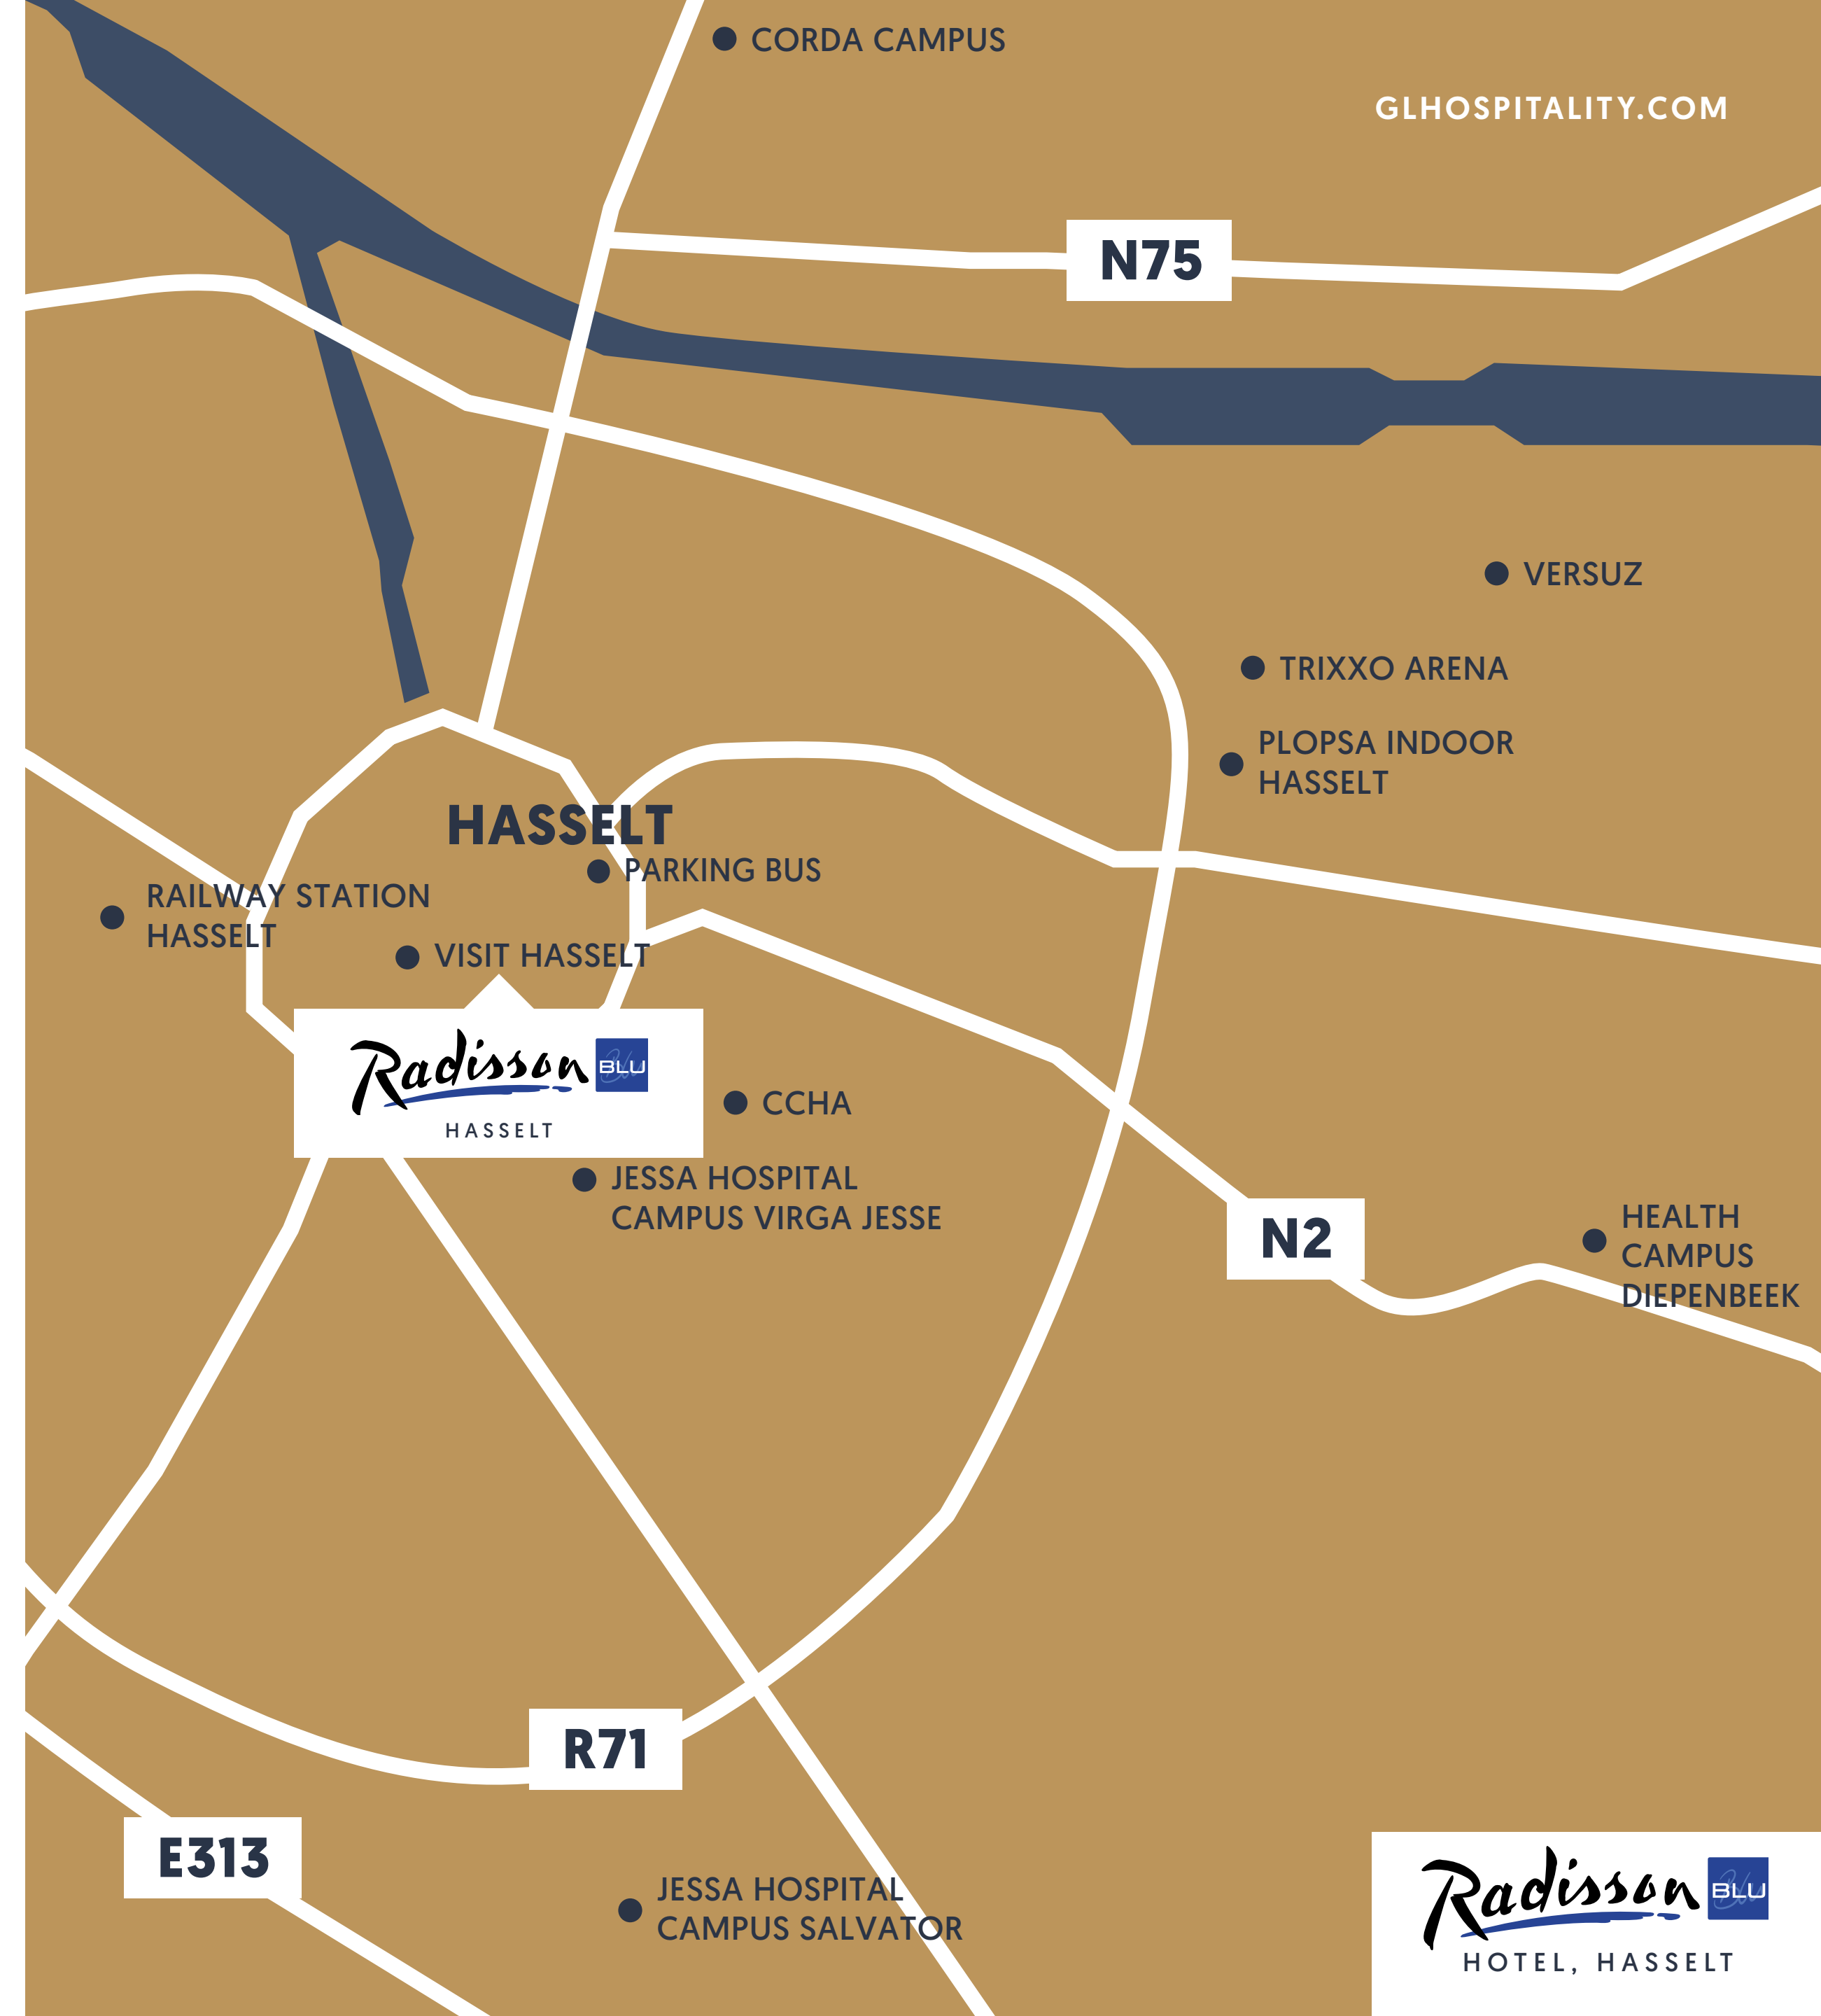 CORDA CAMPUS
GLHOSPITALITY.COM
N75
VERSUZ
TRIXXO ARENA
PLOPSA INDOOR
HASSELT
HASSELT
PARKING BUS
RAILWAY STATION
HASSELT
VISIT HASSELT
Radisson BLU
HASSELT
CCHA
JESSA HOSPITAL
CAMPUS VIRGA JESSE
N2
HEALTH
CAMPUS
DIEPENBEEK
R71
E313
JESSA HOSPITAL
CAMPUS SALVATOR
Radisson BLU
HOTEL, HASSELT